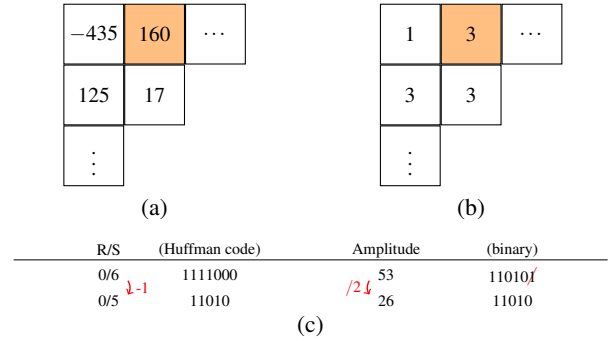 −435 160 ⋯ 1 3 ⋯
125 17 3 3
⋮ ⋮
(a) (b)
R/S (Huffman code) Amplitude (binary)
0/6 1111000 53 110101
-1 /2
0/5 11010 26 11010
(c)